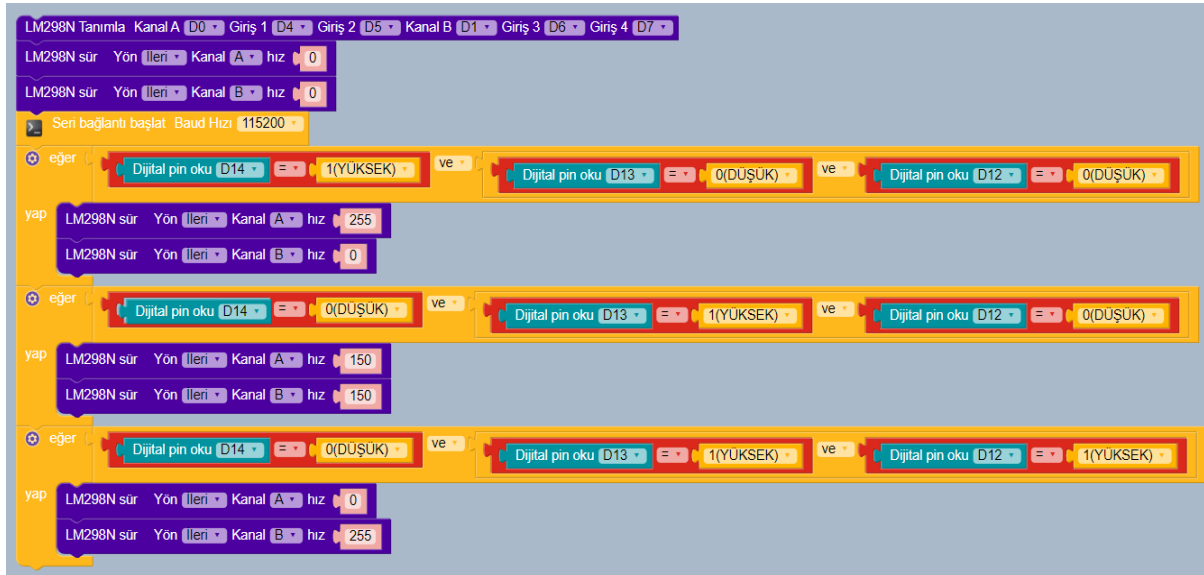 LM298N Tanımla Kanal A D0 Giriş 1 D4 Giriş 2 D5 Kanal B D1 Giriş 3 D6 Giriş 4 D7
LM298N sür Yön İleri Kanal A hız 0
LM298N sür Yön İleri Kanal B hız 0
Seri bağlantı başlat Baud Hızı 115200
eğer Dijital pin oku D14 = 1(YÜKSEK) ve Dijital pin oku D13 = 0(DÜŞÜK) ve Dijital pin oku D12 = 0(DÜŞÜK)
yap LM298N sür Yön İleri Kanal A hız 255
LM298N sür Yön İleri Kanal B hız 0
eğer Dijital pin oku D14 = 0(DÜŞÜK) ve Dijital pin oku D13 = 1(YÜKSEK) ve Dijital pin oku D12 = 0(DÜŞÜK)
yap LM298N sür Yön İleri Kanal A hız 150
LM298N sür Yön İleri Kanal B hız 150
eğer Dijital pin oku D14 = 0(DÜŞÜK) ve Dijital pin oku D13 = 1(YÜKSEK) ve Dijital pin oku D12 = 1(YÜKSEK)
yap LM298N sür Yön İleri Kanal A hız 0
LM298N sür Yön İleri Kanal B hız 255